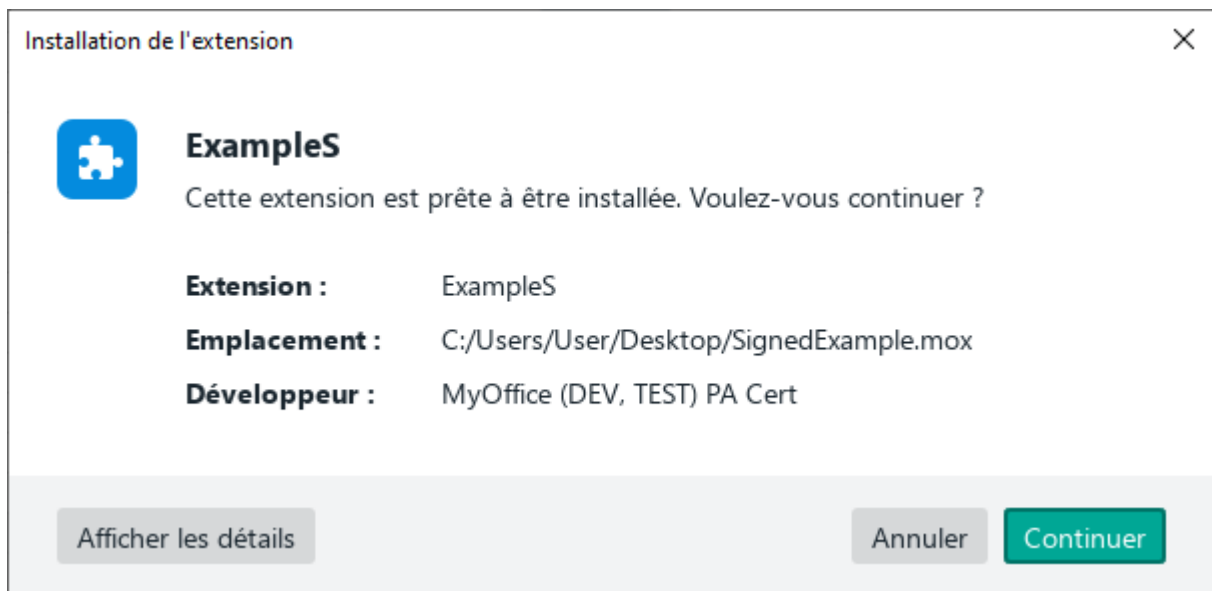 Installation de l'extension
ExampleS
Cette extension est prête à être installée. Voulez-vous continuer ?
Extension : ExampleS
Emplacement : C:/Users/User/Desktop/SignedExample.mox
Développeur : MyOffice (DEV, TEST) PA Cert
Afficher les détails Annuler Continuer